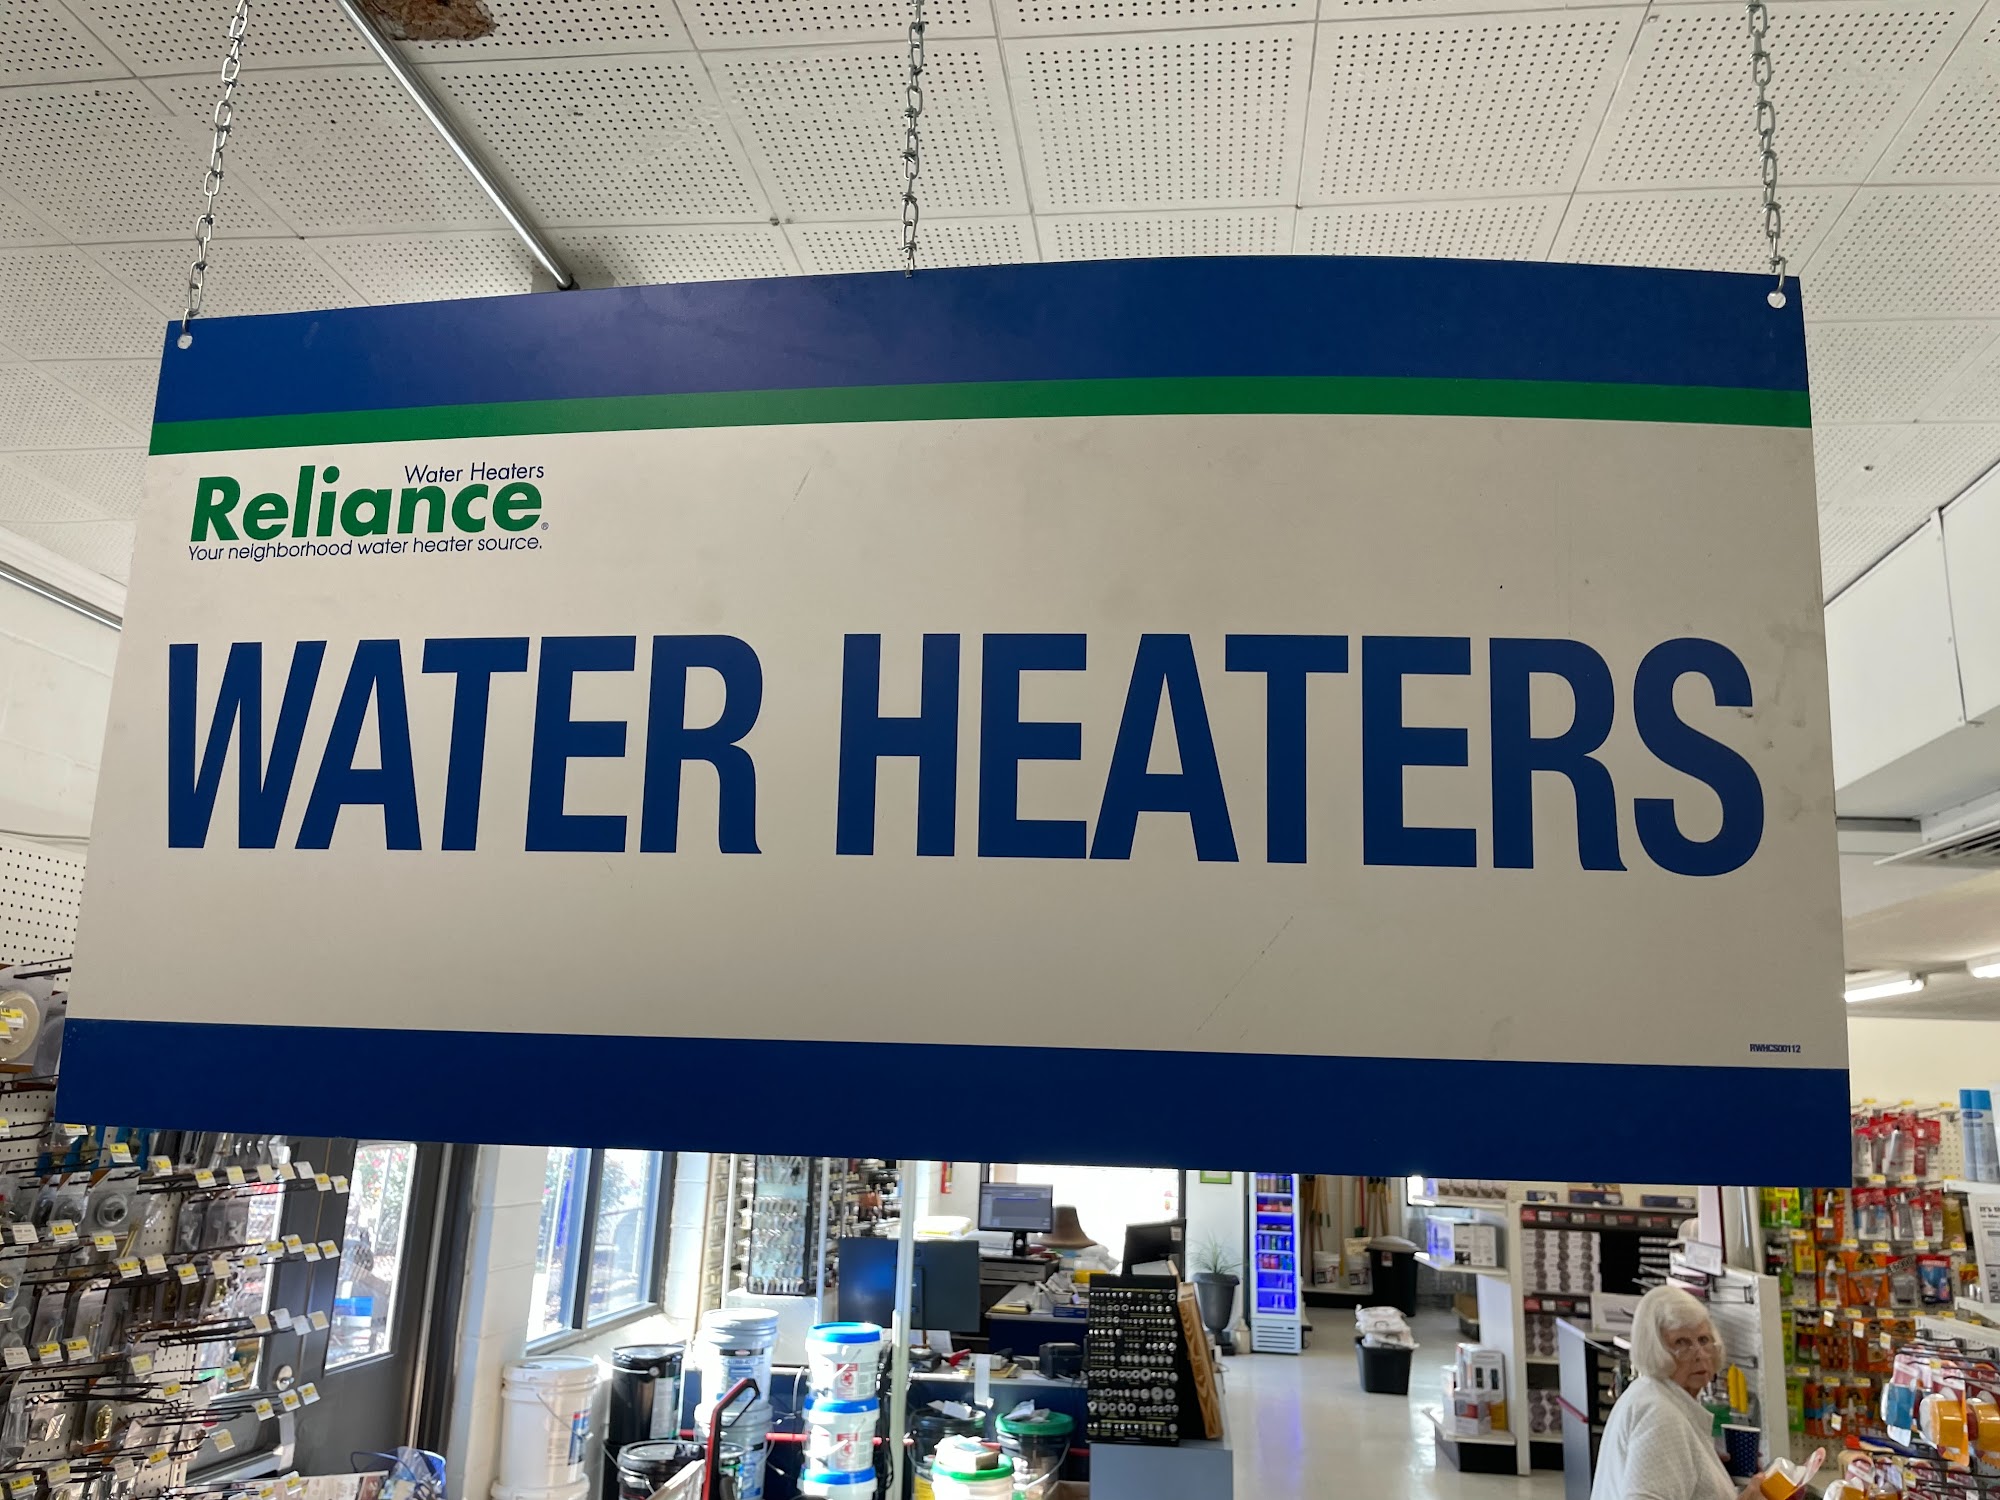 Water Heaters
Reliance®
Your neighborhood water heater source.
WATER HEATERS
RWHCS00112